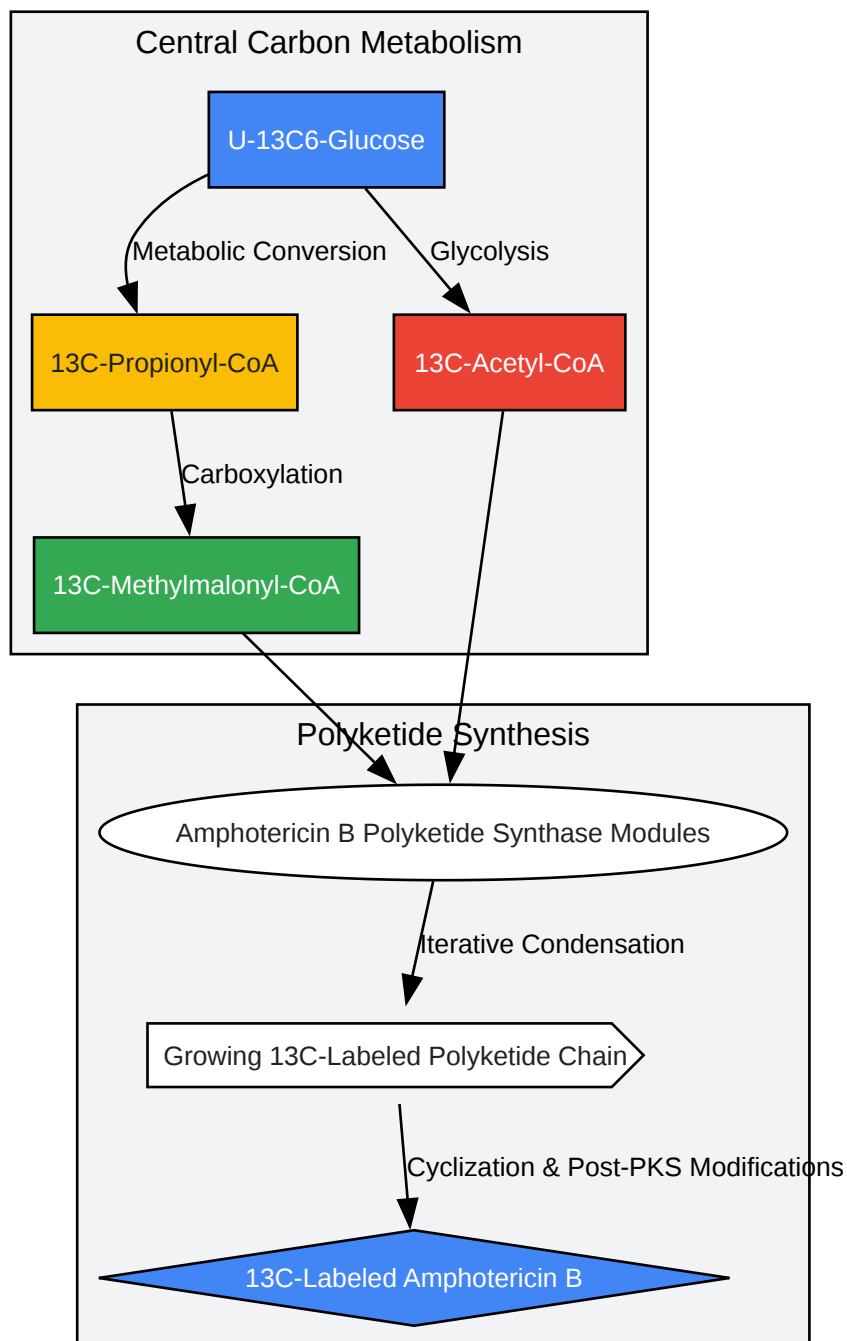 Central Carbon Metabolism
U-13C6-Glucose
Metabolic Conversion
Glycolysis
13C-Propionyl-CoA
13C-Acetyl-CoA
Carboxylation
13C-Methylmalonyl-CoA
Polyketide Synthesis
Amphotericin B Polyketide Synthase Modules
Iterative Condensation
Growing 13C-Labeled Polyketide Chain
Cyclization & Post-PKS Modifications
13C-Labeled Amphotericin B